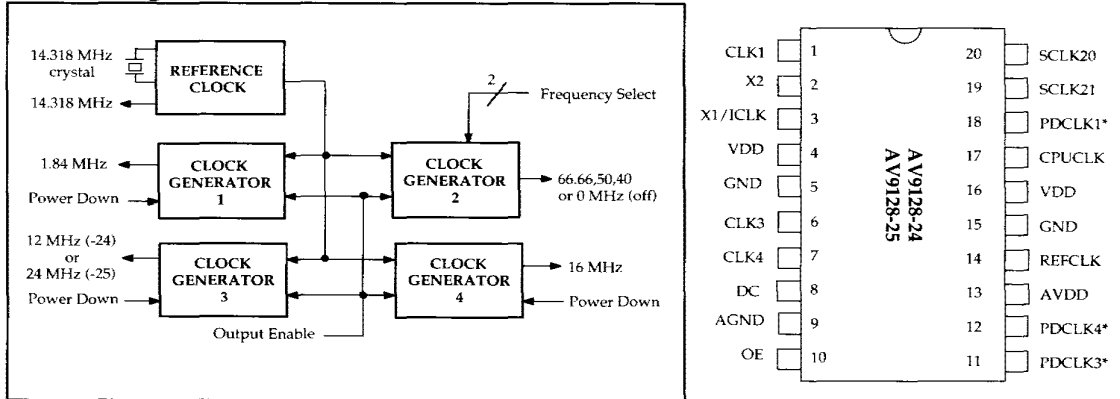 14.318 MHz
crystal
14.318 MHz
REFERENCE
CLOCK
2
Frequency Select
1.84 MHz
Power Down
CLOCK
GENERATOR
1
CLOCK
GENERATOR
2
66.66,50,40
or 0 MHz (off)
12 MHz (-24)
or
24 MHz (-25)
Power Down
CLOCK
GENERATOR
3
CLOCK
GENERATOR
4
16 MHz
Power Down
Output Enable
CLK1 1 20 SCLK20
X2 2 19 SCLK21
X1/ICLK 3 18 PDCLK1*
VDD 4 17 CPUCLK
GND 5 16 VDD
CLK3 6 15 GND
CLK4 7 14 REFCLK
DC 8 13 AVDD
AGND 9 12 PDCLK4*
OE 10 11 PDCLK3*
AV9128-24
AV9128-25